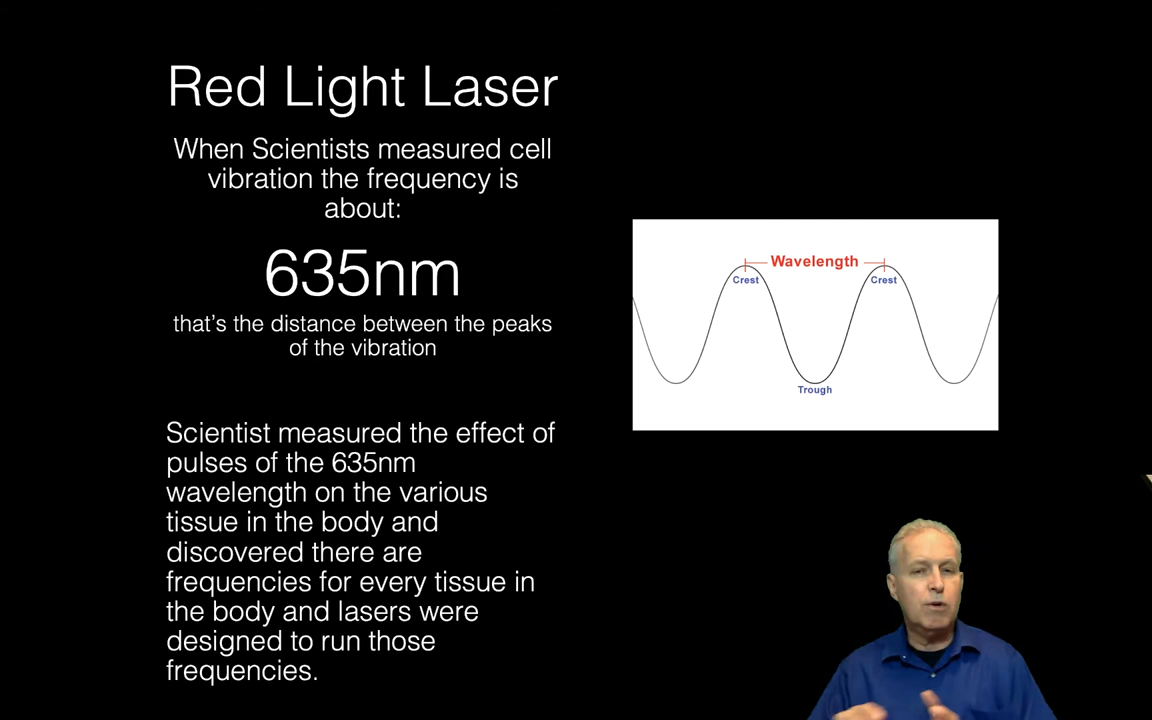 Red Light Laser
When Scientists measured cell
vibration the frequency is
about:
635nm
that's the distance between the peaks
of the vibration
Scientist measured the effect of
pulses of the 635nm
wavelength on the various
tissue in the body and
discovered there are
frequencies for every tissue in
the body and lasers were
designed to run those
frequencies.
Wavelength
Crest
Crest
Trough